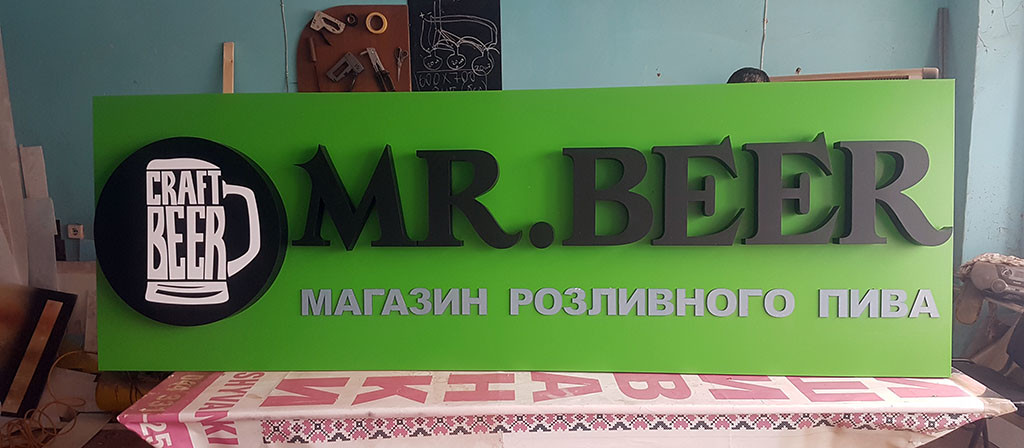 CRAFT
BEER
MR.BEER
МАГАЗИН РОЗЛИВНОГО ПИВА